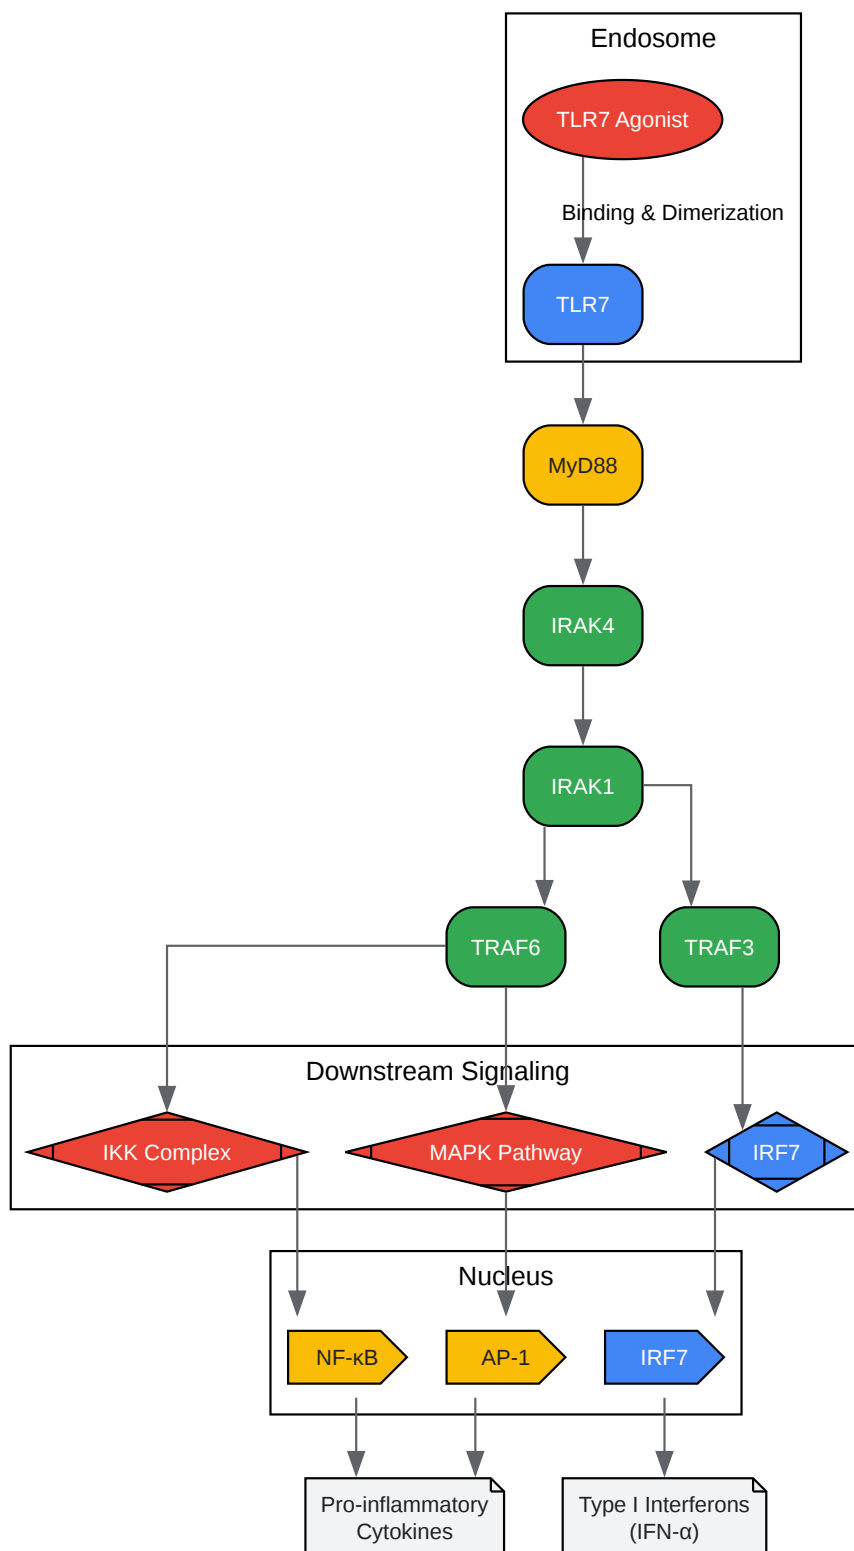 Endosome
TLR7 Agonist
Binding & Dimerization
TLR7
MyD88
IRAK4
IRAK1
TRAF6
TRAF3
Downstream Signaling
IKK Complex
MAPK Pathway
IRF7
Nucleus
NF-κB
AP-1
IRF7
Pro-inflammatory
Cytokines
Type I Interferons
(IFN-α)